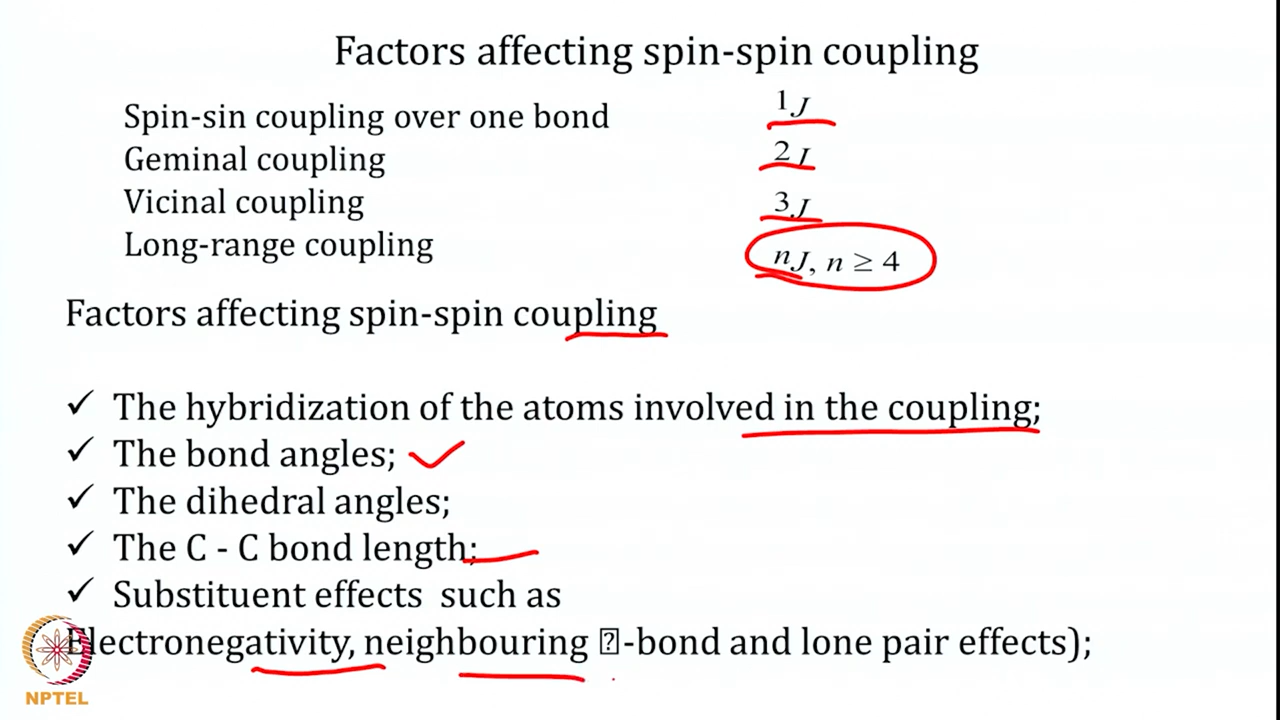 Factors affecting spin-spin coupling
Spin-sin coupling over one bond 1J
Geminal coupling 2J
Vicinal coupling 3J
Long-range coupling nJ, n ≥ 4
Factors affecting spin-spin coupling
✓ The hybridization of the atoms involved in the coupling;
✓ The bond angles;
✓ The dihedral angles;
✓ The C - C bond length;
✓ Substituent effects such as
Electronegativity, neighbouring -bond and lone pair effects);
NPTEL